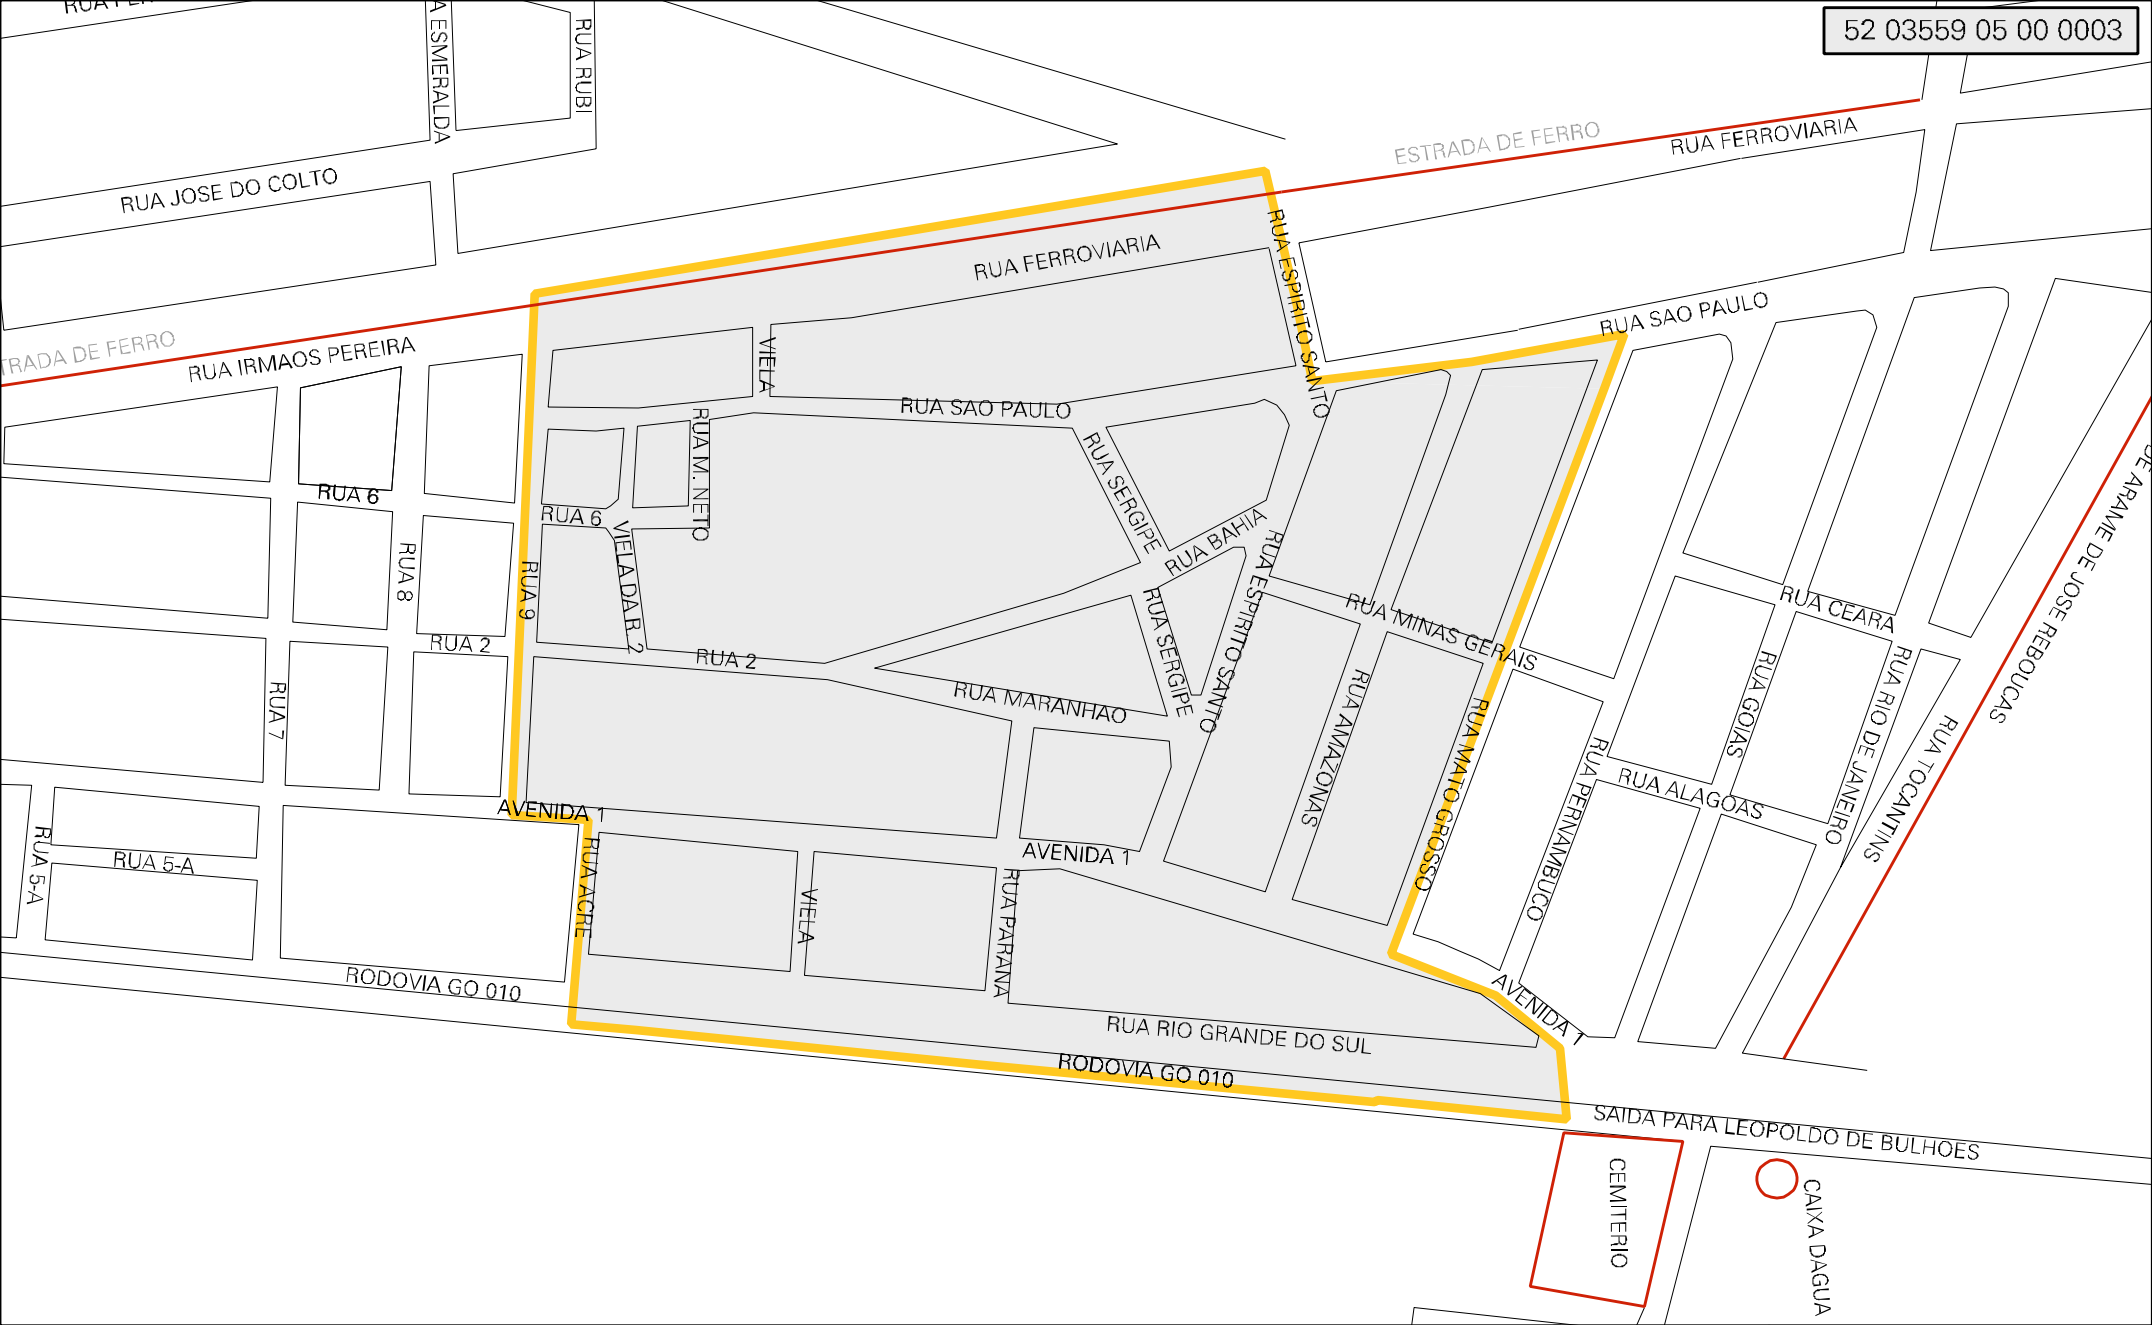 A ESMERALDA
RUA RUBI
52 03559 05 00 0003
RUA JOSE DO COLTO
ESTRADA DE FERRO
RUA FERROVIARIA
RUA FERROVIARIA
RUA ESPIRITO SANTO
RUA SAO PAULO
TRADA DE FERRO
RUA IRMAOS PEREIRA
VIELA
RUA SAO PAULO
RUA M. NETO
RUA SERGIPE
RUA 6
RUA 6
VIELA DA R. 2
RUA BAHIA
RUA 8
RUA 9
RUA ESPIRITO SANTO
RUA SERGIPE
RUA MINAS GERAIS
RUA CEARA
DE ARAME DE JOSE REBOUCAS
RUA 2
RUA 2
RUA MARANHAO
RUA 7
RUA AMAZONAS
RUA MATO GROSSO
RUA GOIAS
RUA RIO DE JANEIRO
RUA TOCANTINS
RUA PERNAMBUCO
RUA ALAGOAS
AVENIDA 1
AVENIDA 1
RUA 5-A
RUA 5-A
RUA ACRE
VIELA
RUA PARANA
RODOVIA GO 010
AVENIDA 1
RUA RIO GRANDE DO SUL
RODOVIA GO 010
SAIDA PARA LEOPOLDO DE BULHOES
CEMITERIO
CAIXA DAGUA